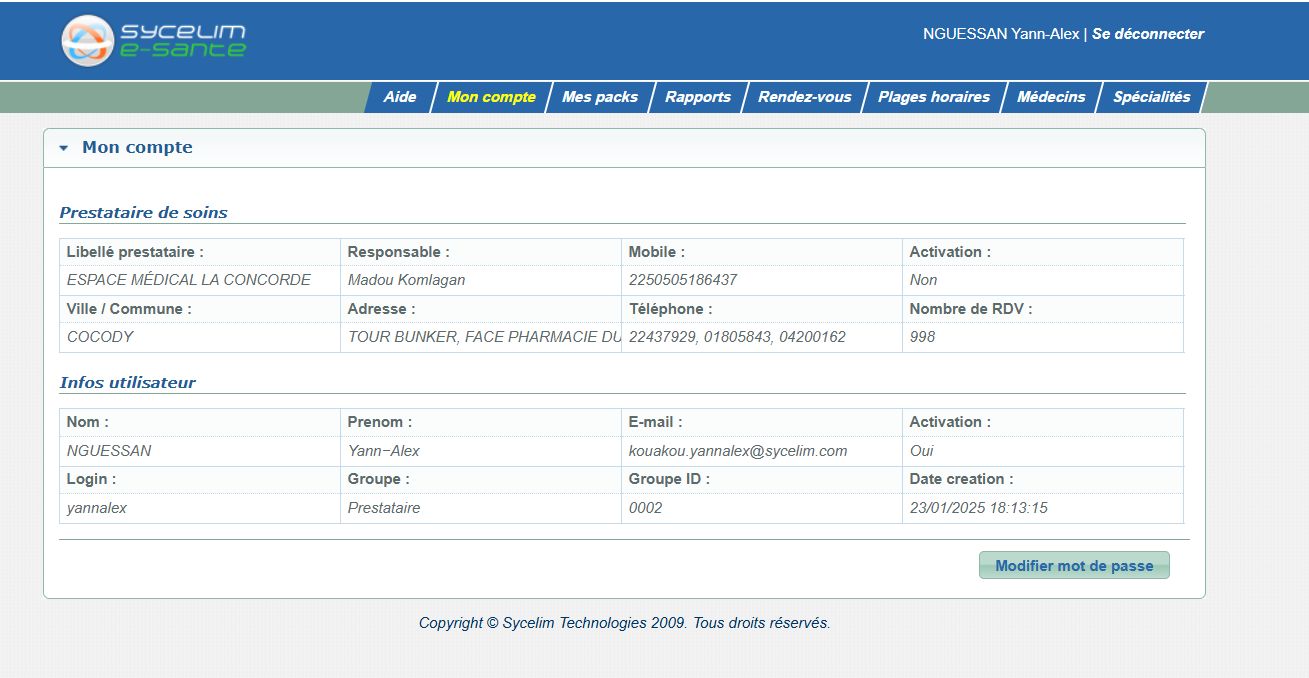 sycelim
e-sante
NGUESSAN Yann-Alex | Se déconnecter
Aide Mon compte Mes packs Rapports Rendez-vous Plages horaires Médecins Spécialités
Mon compte
Prestataire de soins
Libellé prestataire : Responsable : Mobile : Activation :
ESPACE MÉDICAL LA CONCORDE Madou Komlagan 2250505186437 Non
Ville / Commune : Adresse : Téléphone : Nombre de RDV :
COCODY TOUR BUNKER, FACE PHARMACIE DU 22437929, 01805843, 04200162 998
Infos utilisateur
Nom : Prenom : E-mail : Activation :
NGUESSAN Yann−Alex kouakou.yannalex@sycelim.com Oui
Login : Groupe : Groupe ID : Date creation :
yannalex Prestataire 0002 23/01/2025 18:13:15
Modifier mot de passe
Copyright © Sycelim Technologies 2009. Tous droits réservés.